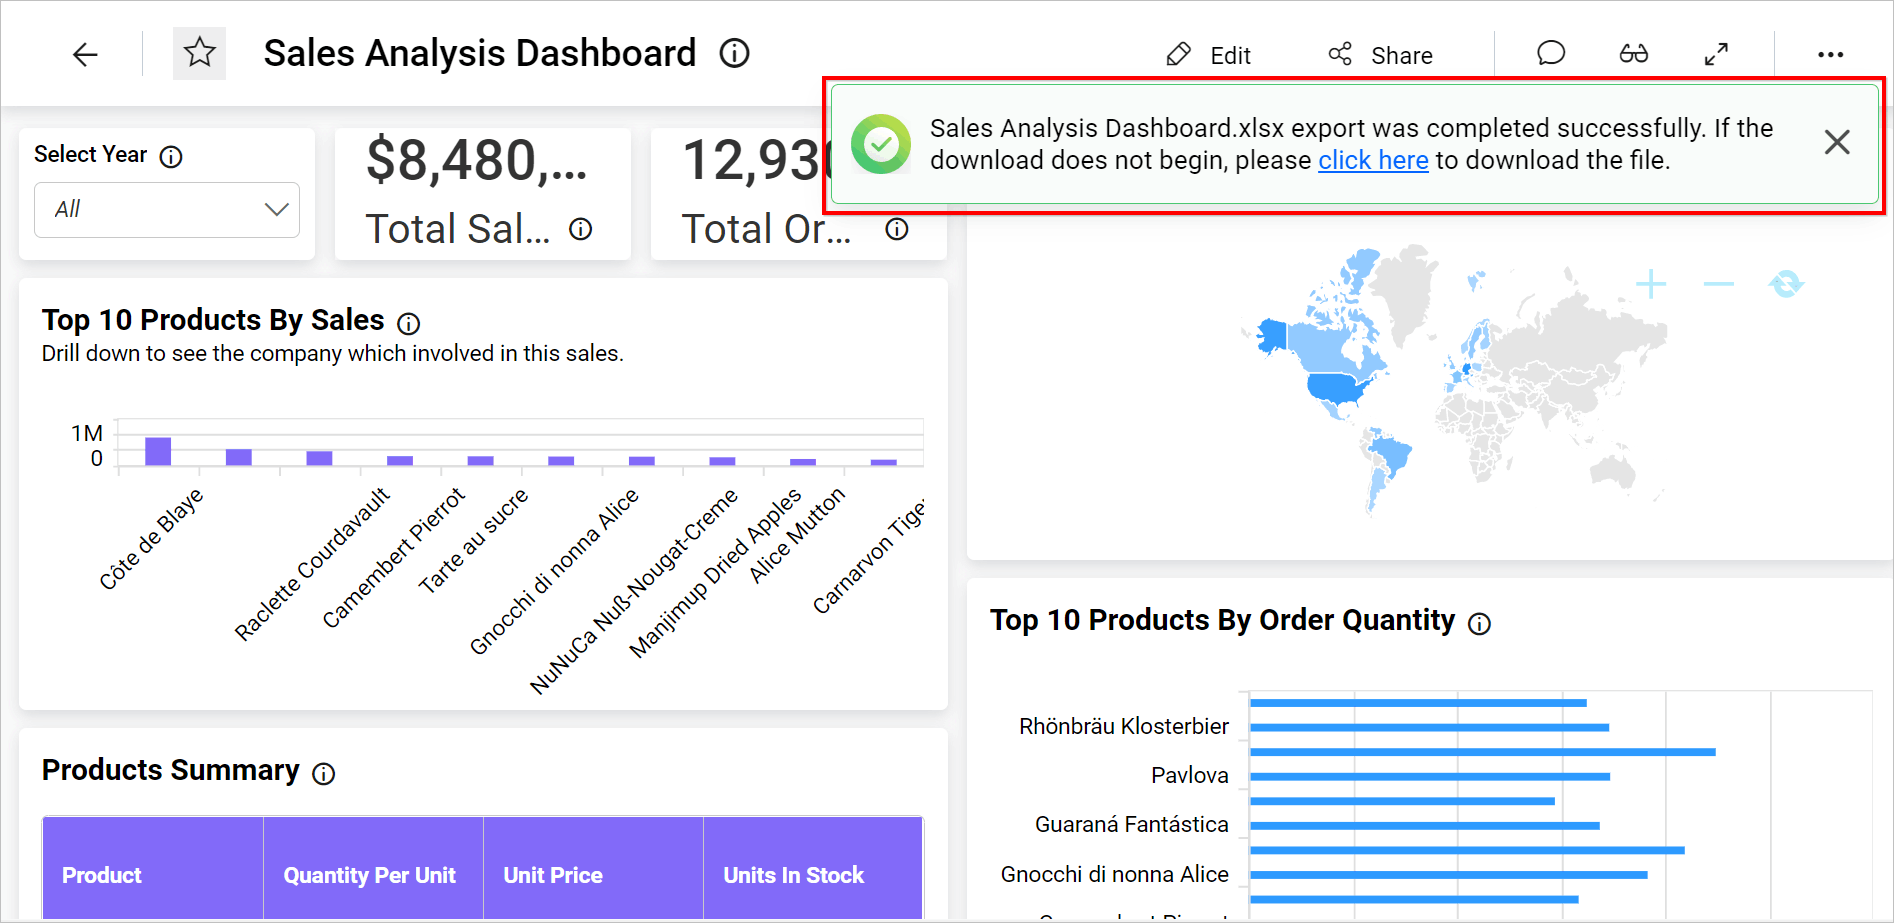 Sales Analysis Dashboard
Edit
Share
Sales Analysis Dashboard.xlsx export was completed successfully. If the
download does not begin, please click here to download the file.
Select Year
All
$8,480,...
Total Sal...
12,930
Total Or...
Top 10 Products By Sales
Drill down to see the company which involved in this sales.
1M
0
Côte de Blaye
Raclette Courdavault
Camembert Pierrot
Tarte au sucre
Gnocchi di nonna Alice
NuNuCa Nuß-Nougat-Creme
Manjimup Dried Apples
Alice Mutton
Carnarvon Tige
Top 10 Products By Order Quantity
Rhönbräu Klosterbier
Pavlova
Guaraná Fantástica
Gnocchi di nonna Alice
Products Summary
Product
Quantity Per Unit
Unit Price
Units In Stock